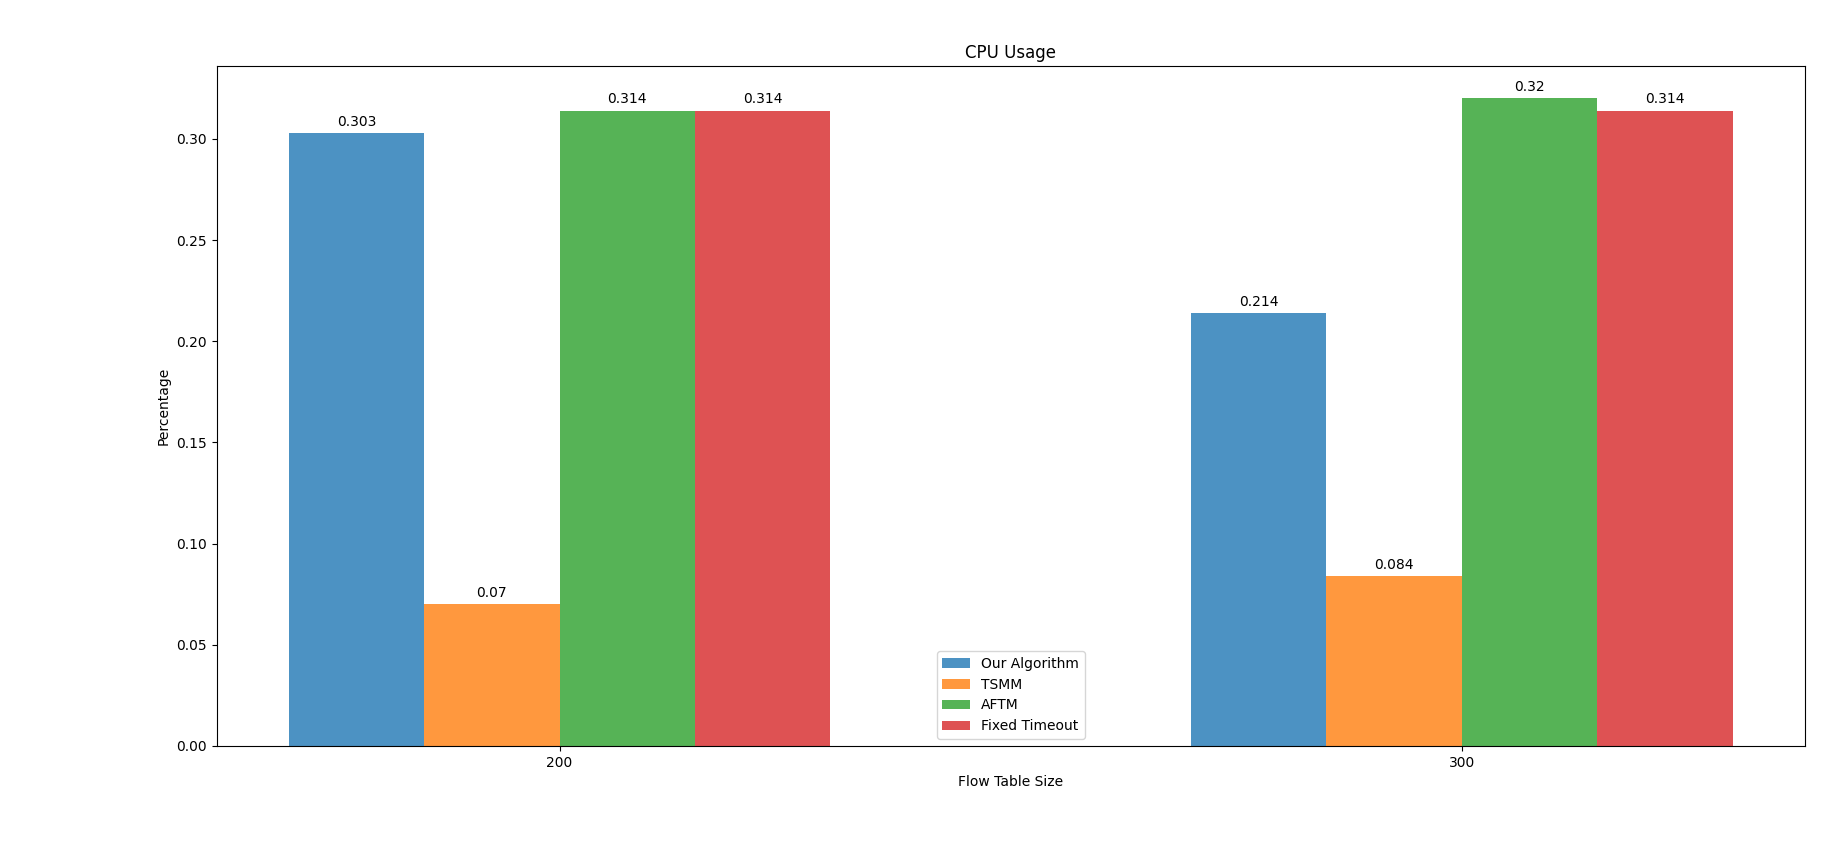 CPU Usage
0.303
0.07
0.314
0.314
0.214
0.084
0.32
0.314
Percentage
0.30
0.25
0.20
0.15
0.10
0.05
0.00
Our Algorithm
TSMM
AFTM
Fixed Timeout
200
300
Flow Table Size